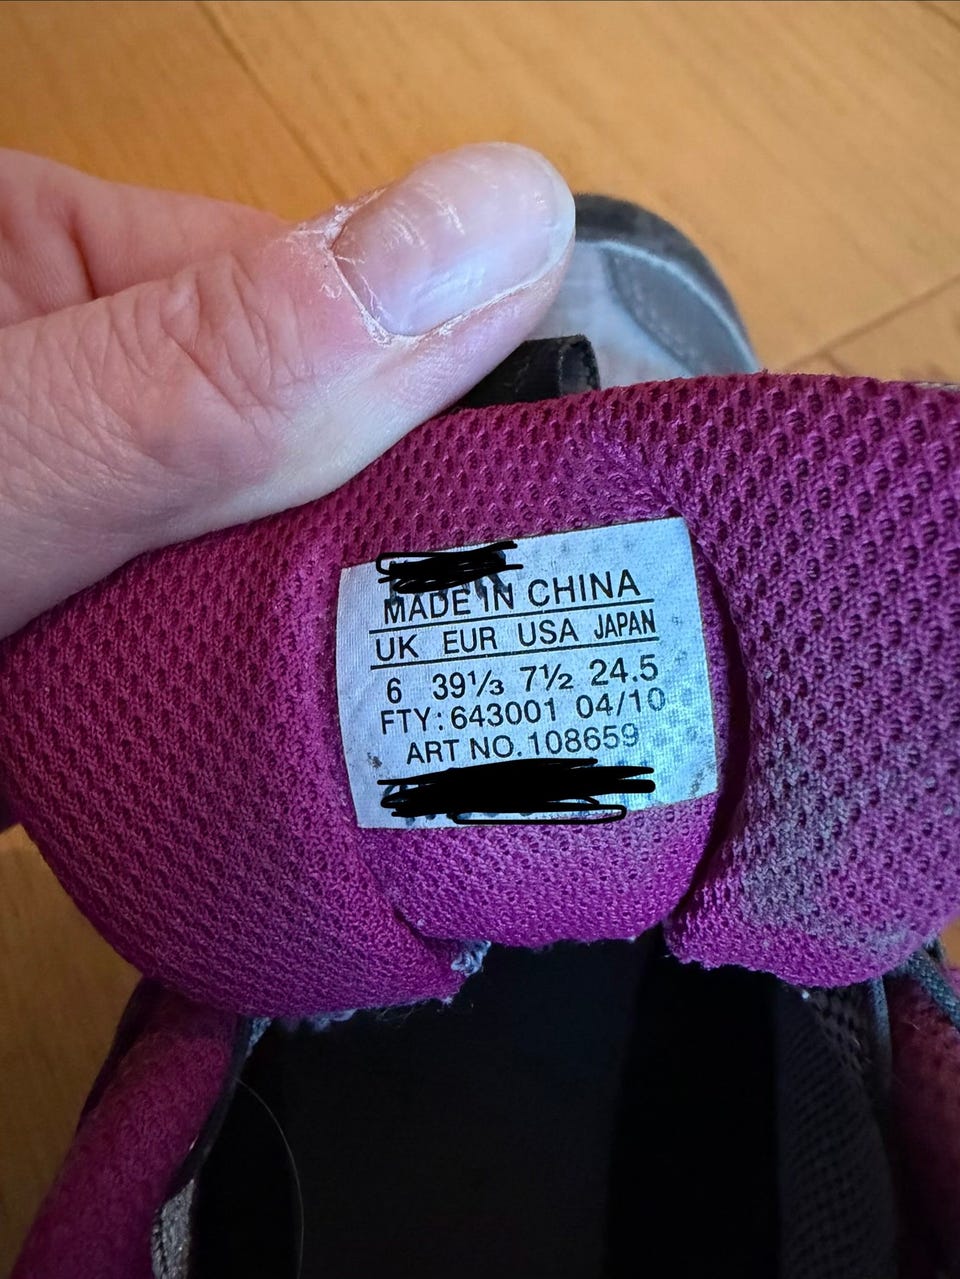 MADE IN CHINA
UK EUR USA JAPAN
6 39⅓ 7½ 24.5
FTY:643001 04/10
ART NO.108659